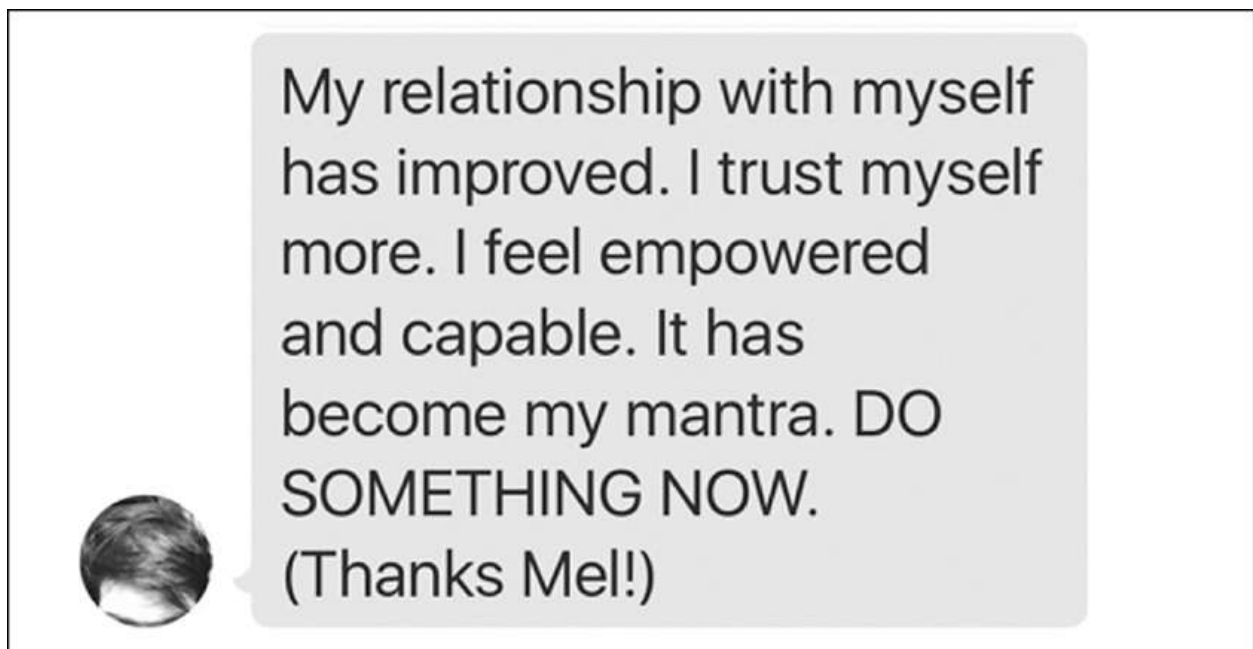 My relationship with myself
has improved. I trust myself
more. I feel empowered
and capable. It has
become my mantra. DO
SOMETHING NOW.
(Thanks Mel!)